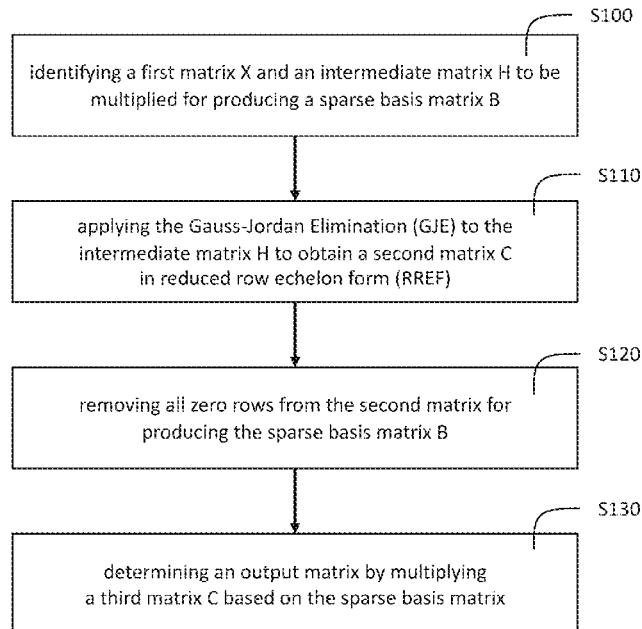 S100
identifying a first matrix X and an intermediate matrix H to be
multiplied for producing a sparse basis matrix B
S110
applying the Gauss-Jordan Elimination (GJE) to the
intermediate matrix H to obtain a second matrix C
in reduced row echelon form (RREF)
S120
removing all zero rows from the second matrix for
producing the sparse basis matrix B
S130
determining an output matrix by multiplying
a third matrix C based on the sparse basis matrix